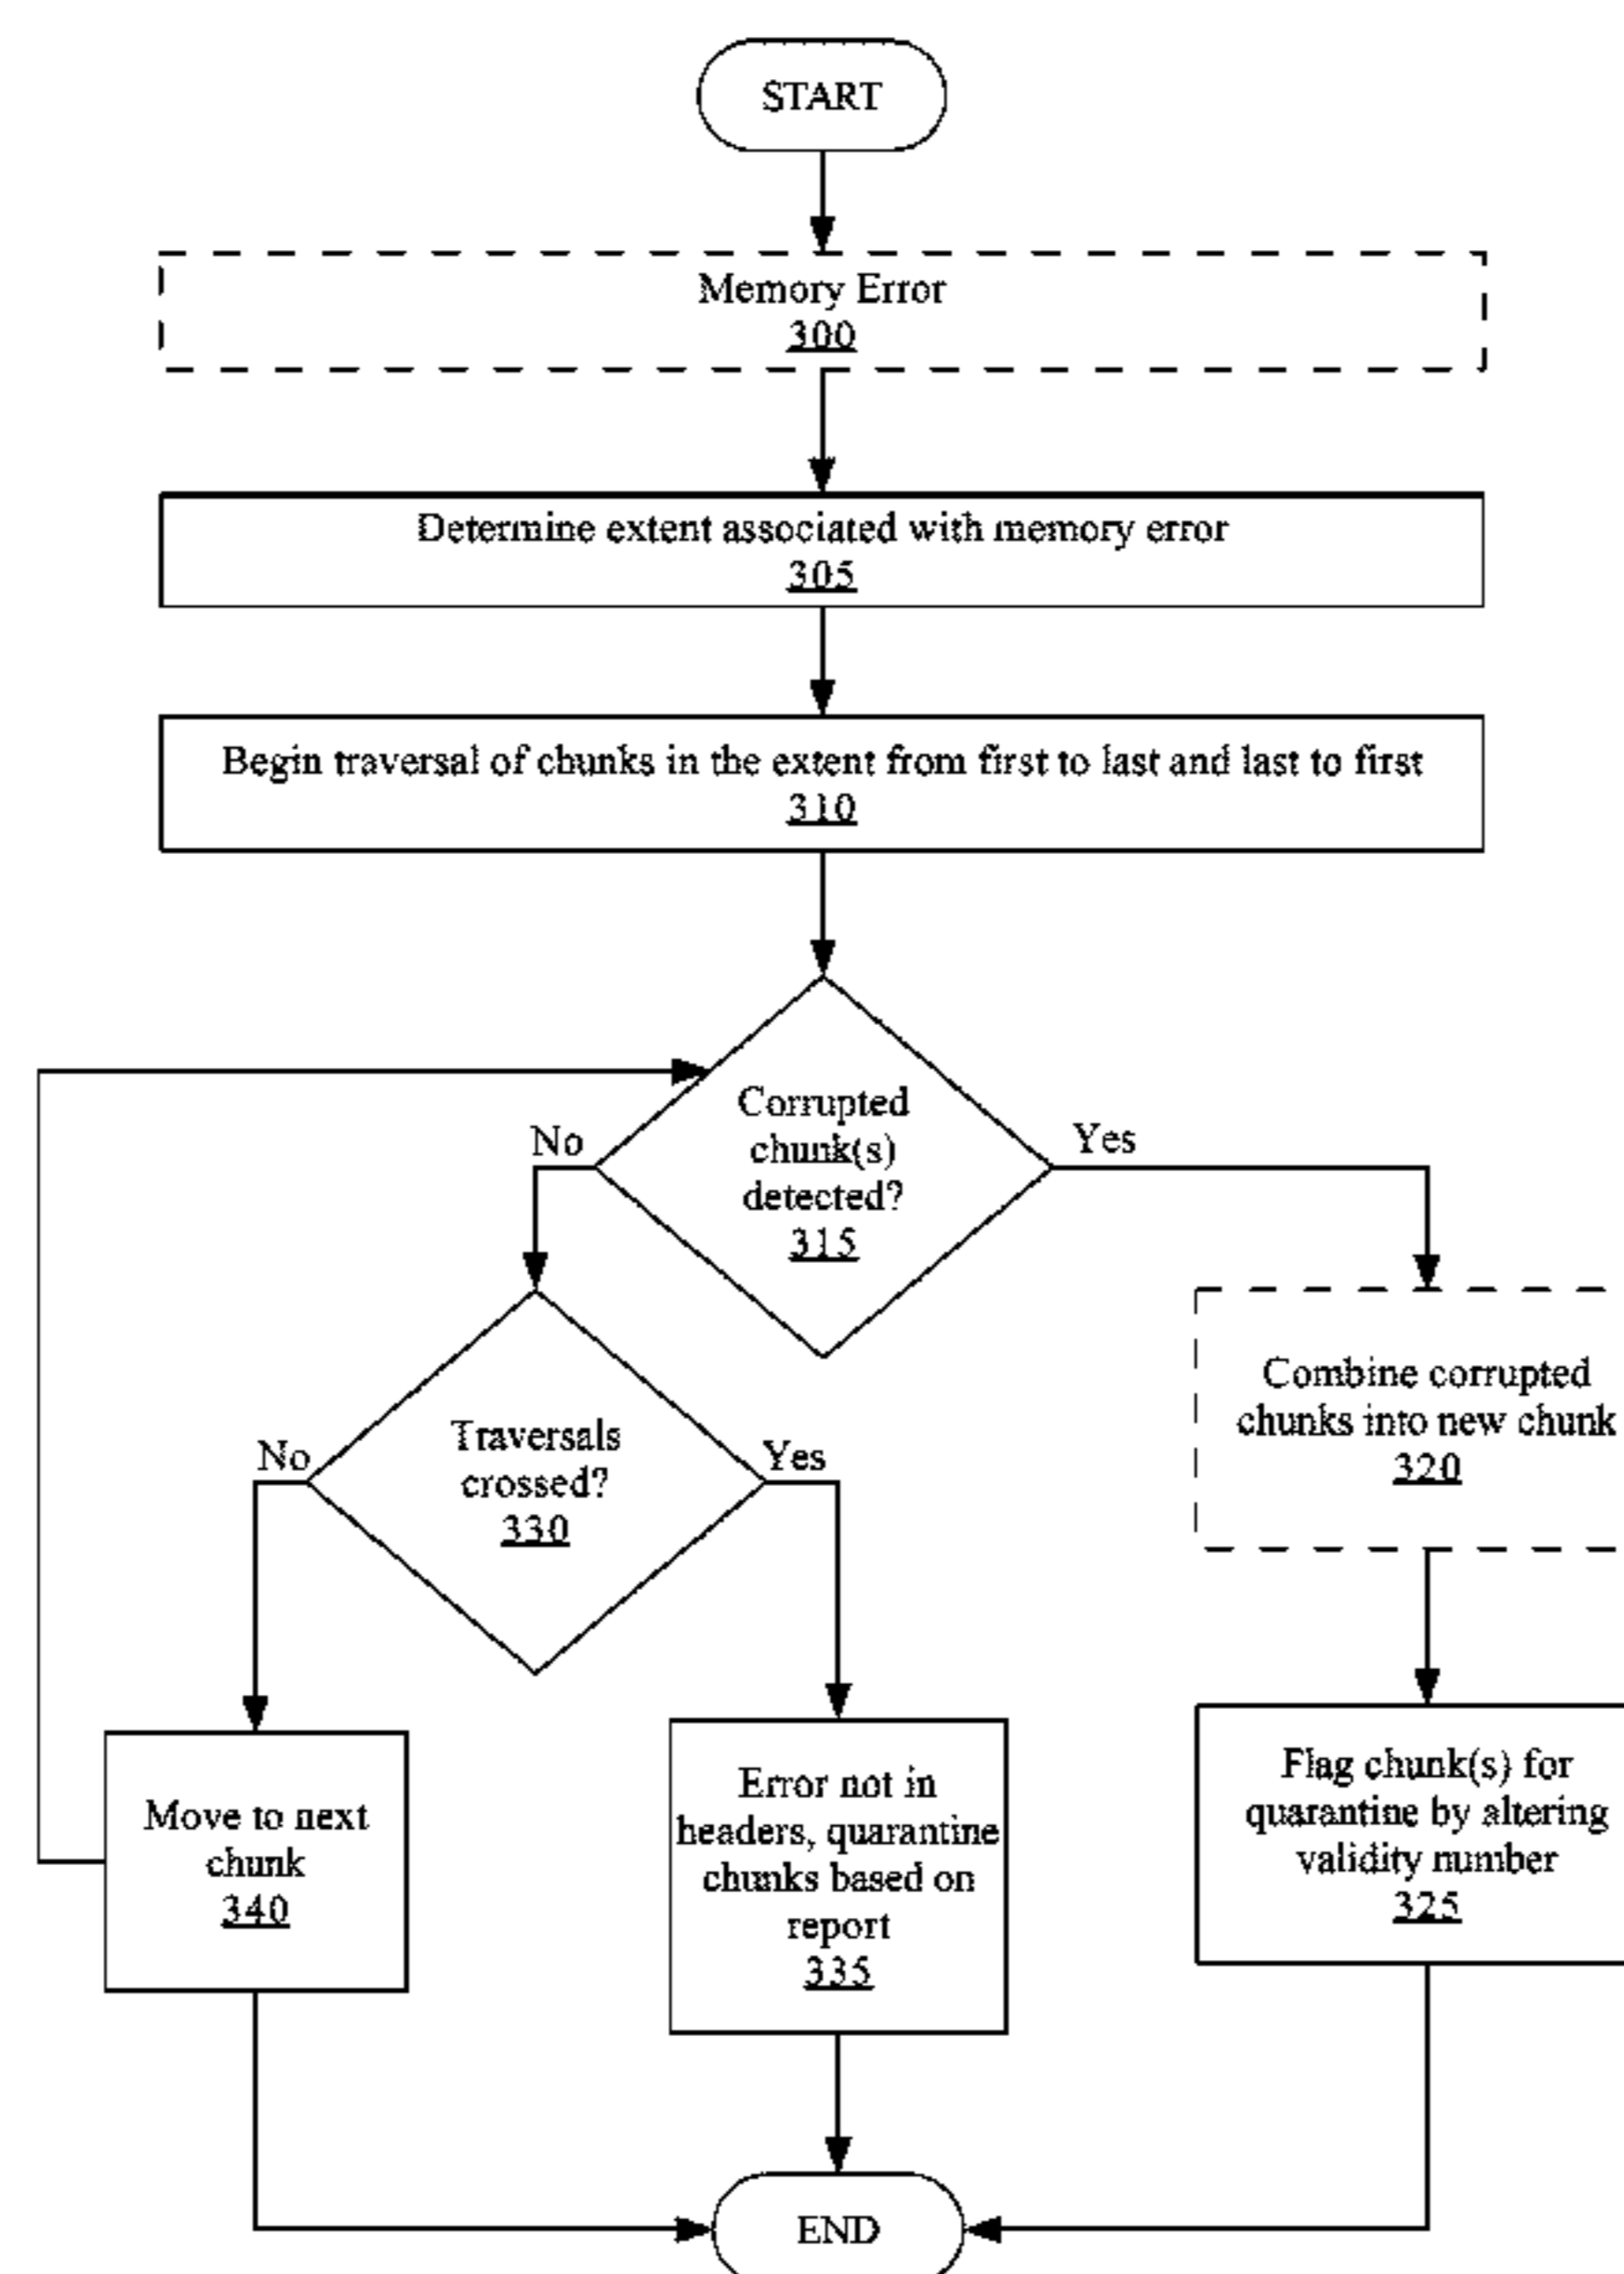 START
Memory Error
300
Determine extent associated with memory error
305
Begin traversal of chunks in the extent from first to last and last to first
310
Corrupted
chunk(s)
detected?
315
No
Yes
Combine corrupted
chunks into new chunk
320
Traversals
crossed?
330
No
Yes
Flag chunk(s) for
quarantine by altering
validity number
325
Error not in
headers, quarantine
chunks based on
report
335
Move to next
chunk
340
END